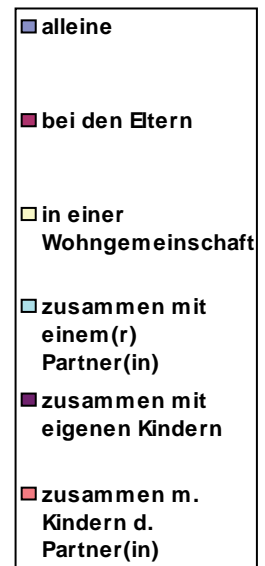 alleine
bei den Eltern
in einer
Wohngemeinschaft
zusammen mit
einem(r)
Partner(in)
zusammen mit
eigenen Kindern
zusammen m.
Kindern d.
Partner(in)